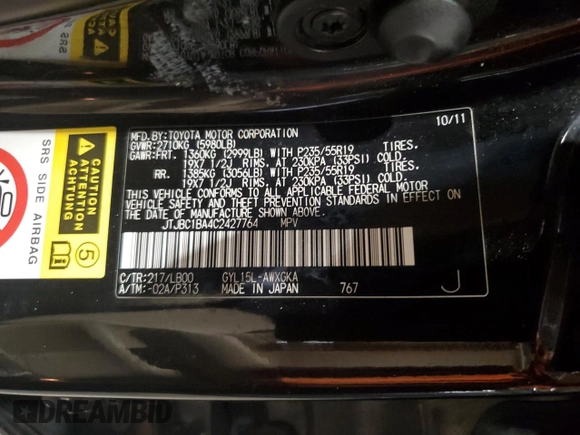 10/11
MFD. BY: TOYOTA MOTOR CORPORATION
GVWR: 2710KG (5980LB)
GAWR: FRT. 1360KG (2999LB) WITH P235/55R19 TIRES,
19X7 1/2J RIMS, AT 230KPA (33PSI) COLD.
RR. 1385KG (3056LB) WITH P235/55R19 TIRES,
19X7 1/2J RIMS, AT 230KPA (33PSI) COLD.
THIS VEHICLE CONFORMS TO ALL APPLICABLE FEDERAL MOTOR
VEHICLE SAFETY AND THEFT PREVENTION STANDARDS IN EFFECT ON
THE DATE OF MANUFACTURE SHOWN ABOVE.
JTJBC1BA4C2427764 MPV
C/TR: 217/LB00 GYL15L-AWXGKA
A/TM: -02A/P313 MADE IN JAPAN 767
J
SRS SIDE AIRBAG
ATTENTION
ACHTUNG
5
DREAMBID